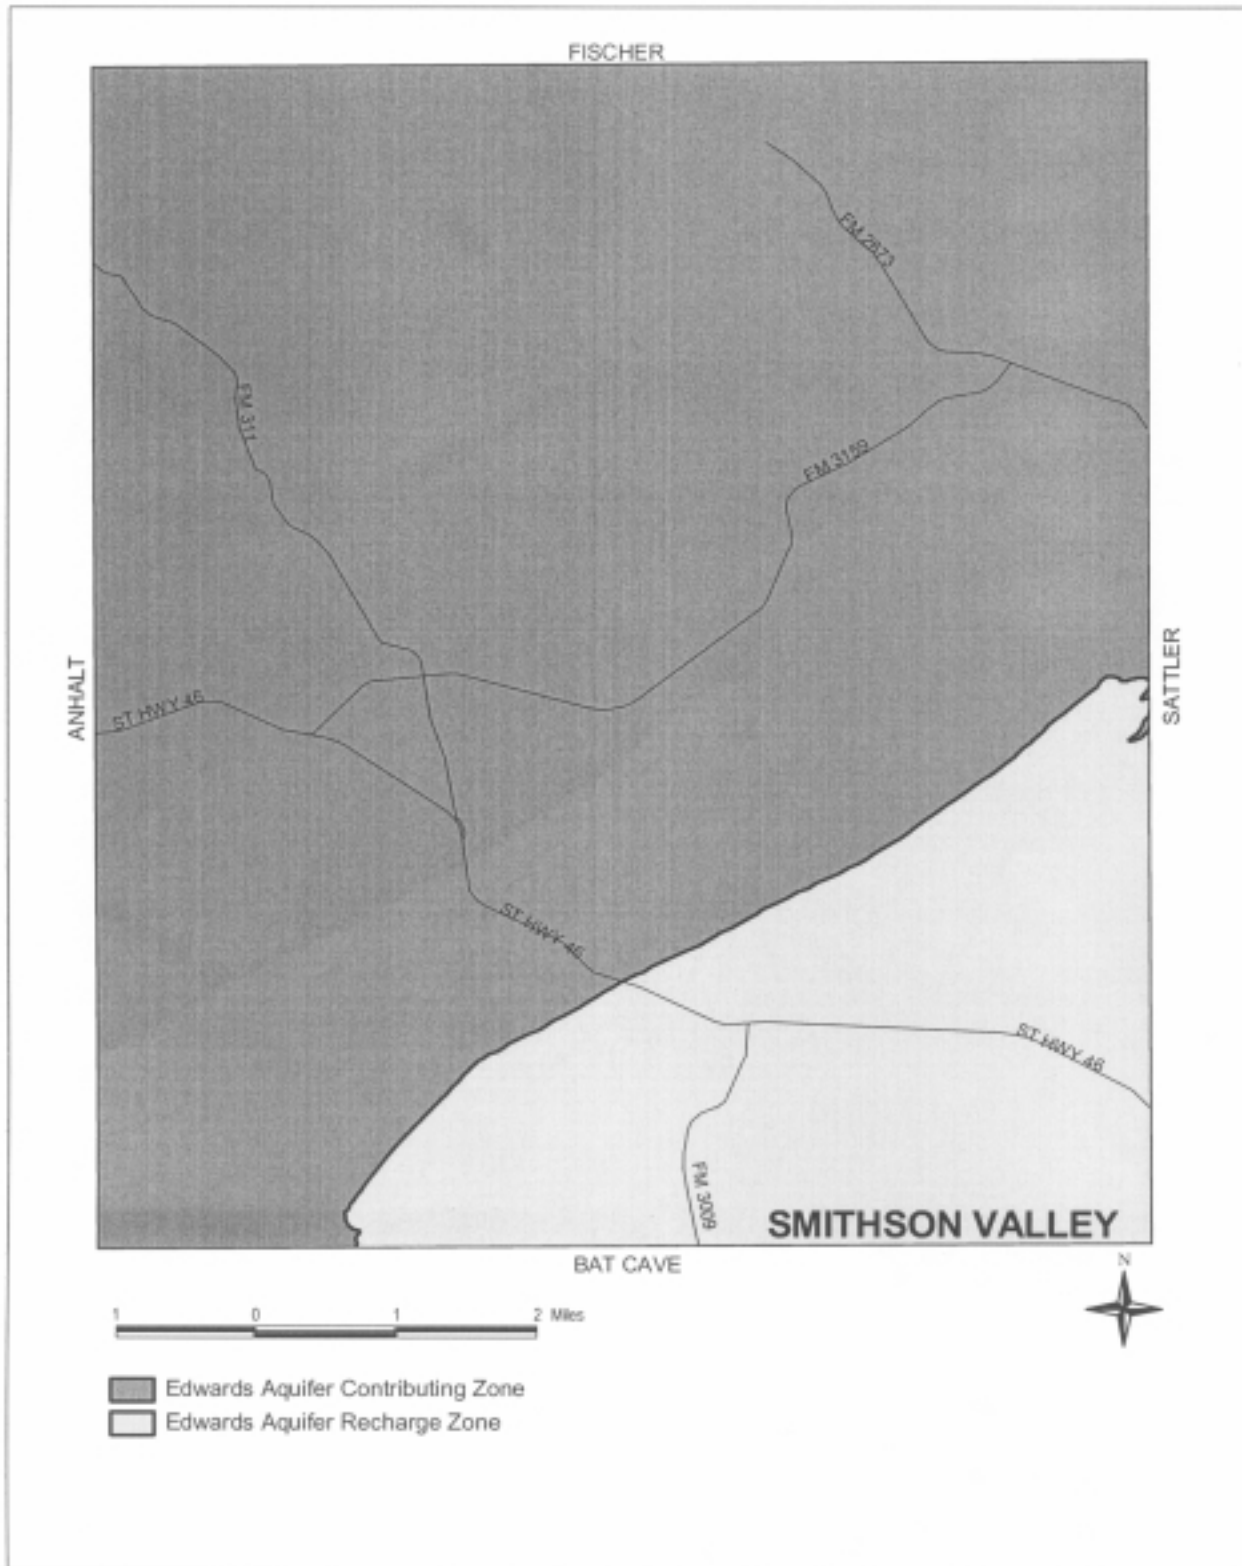 FISCHER
FM 2673
FM 311
FM 3159
ANHALT
ST HWY 46
SATTLER
ST HWY 46
ST HWY 46
FM 3009
SMITHSON VALLEY
BAT CAVE
N
1 0 1 2 Miles
Edwards Aquifer Contributing Zone
Edwards Aquifer Recharge Zone